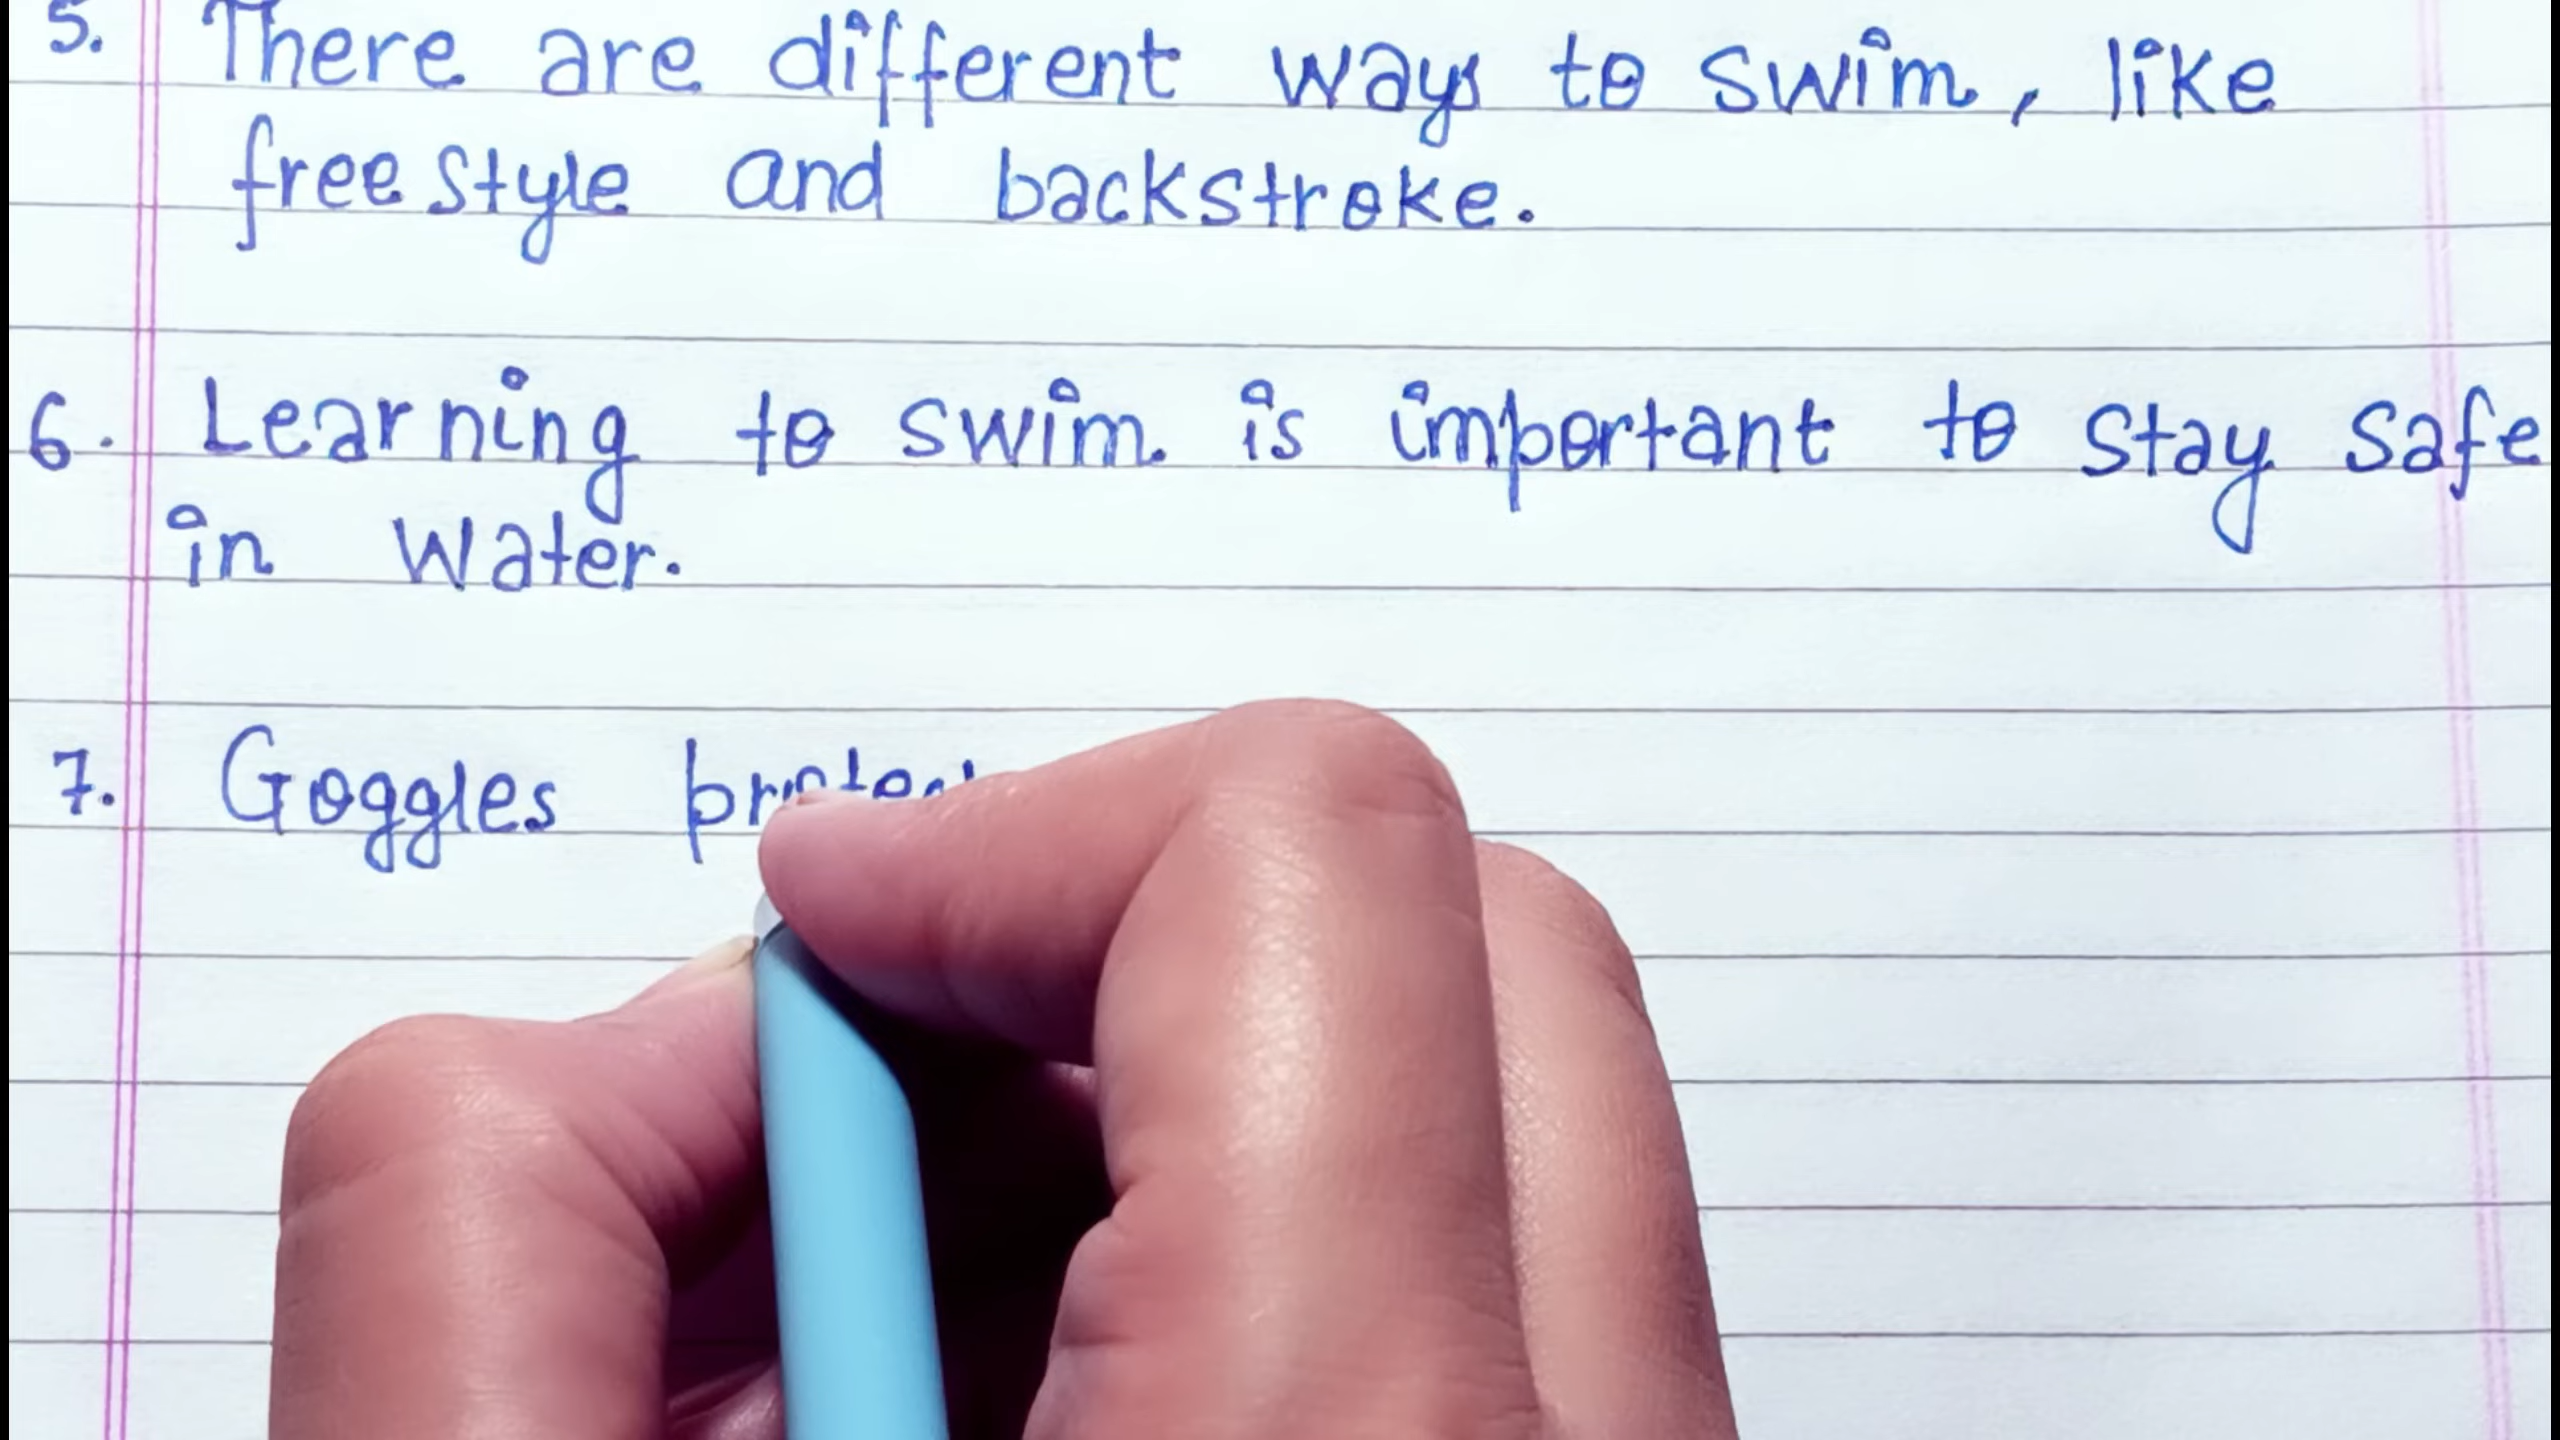 5. There are different ways to swim, like
freestyle and backstroke.
6. Learning to swim is important to stay safe
in water.
7. Goggles